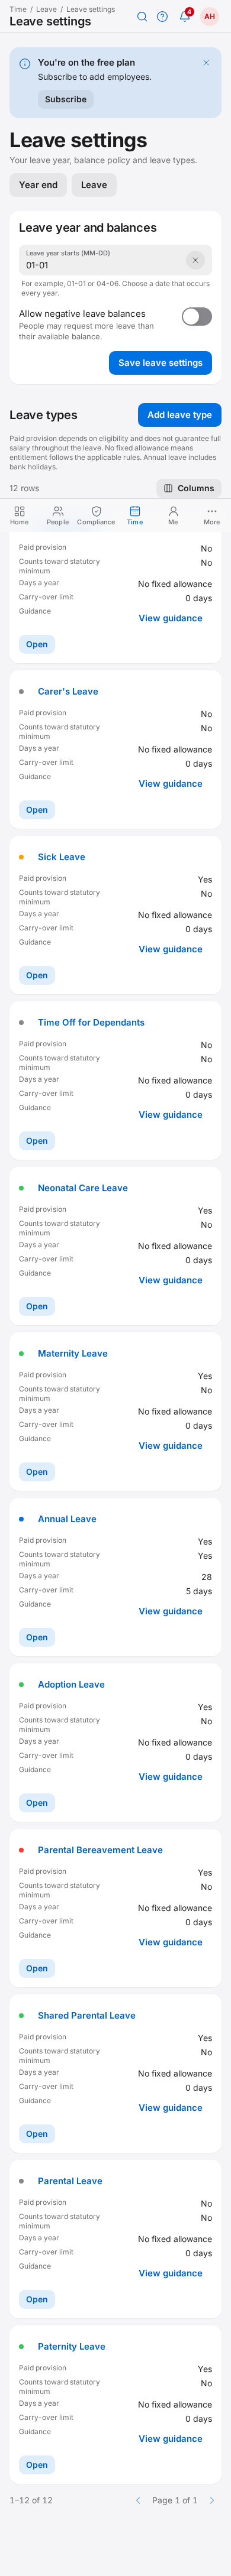 Time / Leave / Leave settings
Leave settings
4
AH
You're on the free plan
Subscribe to add employees.
Subscribe
Leave settings
Your leave year, balance policy and leave types.
Year end
Leave
Leave year and balances
Leave year starts (MM-DD)
01-01
For example, 01-01 or 04-06. Choose a date that occurs
every year.
Allow negative leave balances
People may request more leave than
their available balance.
Save leave settings
Leave types
Add leave type
Paid provision depends on eligibility and does not guarantee full
salary throughout the leave. No fixed allowance means
entitlement follows the applicable rules. Annual leave includes
bank holidays.
12 rows
Columns
Home
People
Compliance
Time
Me
More
Paid provision
No
Counts toward statutory
minimum
No
Days a year
No fixed allowance
Carry-over limit
0 days
Guidance
View guidance
Open
Carer's Leave
Paid provision
No
Counts toward statutory
minimum
No
Days a year
No fixed allowance
Carry-over limit
0 days
Guidance
View guidance
Open
Sick Leave
Paid provision
Yes
Counts toward statutory
minimum
No
Days a year
No fixed allowance
Carry-over limit
0 days
Guidance
View guidance
Open
Time Off for Dependants
Paid provision
No
Counts toward statutory
minimum
No
Days a year
No fixed allowance
Carry-over limit
0 days
Guidance
View guidance
Open
Neonatal Care Leave
Paid provision
Yes
Counts toward statutory
minimum
No
Days a year
No fixed allowance
Carry-over limit
0 days
Guidance
View guidance
Open
Maternity Leave
Paid provision
Yes
Counts toward statutory
minimum
No
Days a year
No fixed allowance
Carry-over limit
0 days
Guidance
View guidance
Open
Annual Leave
Paid provision
Yes
Counts toward statutory
minimum
Yes
Days a year
28
Carry-over limit
5 days
Guidance
View guidance
Open
Adoption Leave
Paid provision
Yes
Counts toward statutory
minimum
No
Days a year
No fixed allowance
Carry-over limit
0 days
Guidance
View guidance
Open
Parental Bereavement Leave
Paid provision
Yes
Counts toward statutory
minimum
No
Days a year
No fixed allowance
Carry-over limit
0 days
Guidance
View guidance
Open
Shared Parental Leave
Paid provision
Yes
Counts toward statutory
minimum
No
Days a year
No fixed allowance
Carry-over limit
0 days
Guidance
View guidance
Open
Parental Leave
Paid provision
No
Counts toward statutory
minimum
No
Days a year
No fixed allowance
Carry-over limit
0 days
Guidance
View guidance
Open
Paternity Leave
Paid provision
Yes
Counts toward statutory
minimum
No
Days a year
No fixed allowance
Carry-over limit
0 days
Guidance
View guidance
Open
1–12 of 12
Page 1 of 1